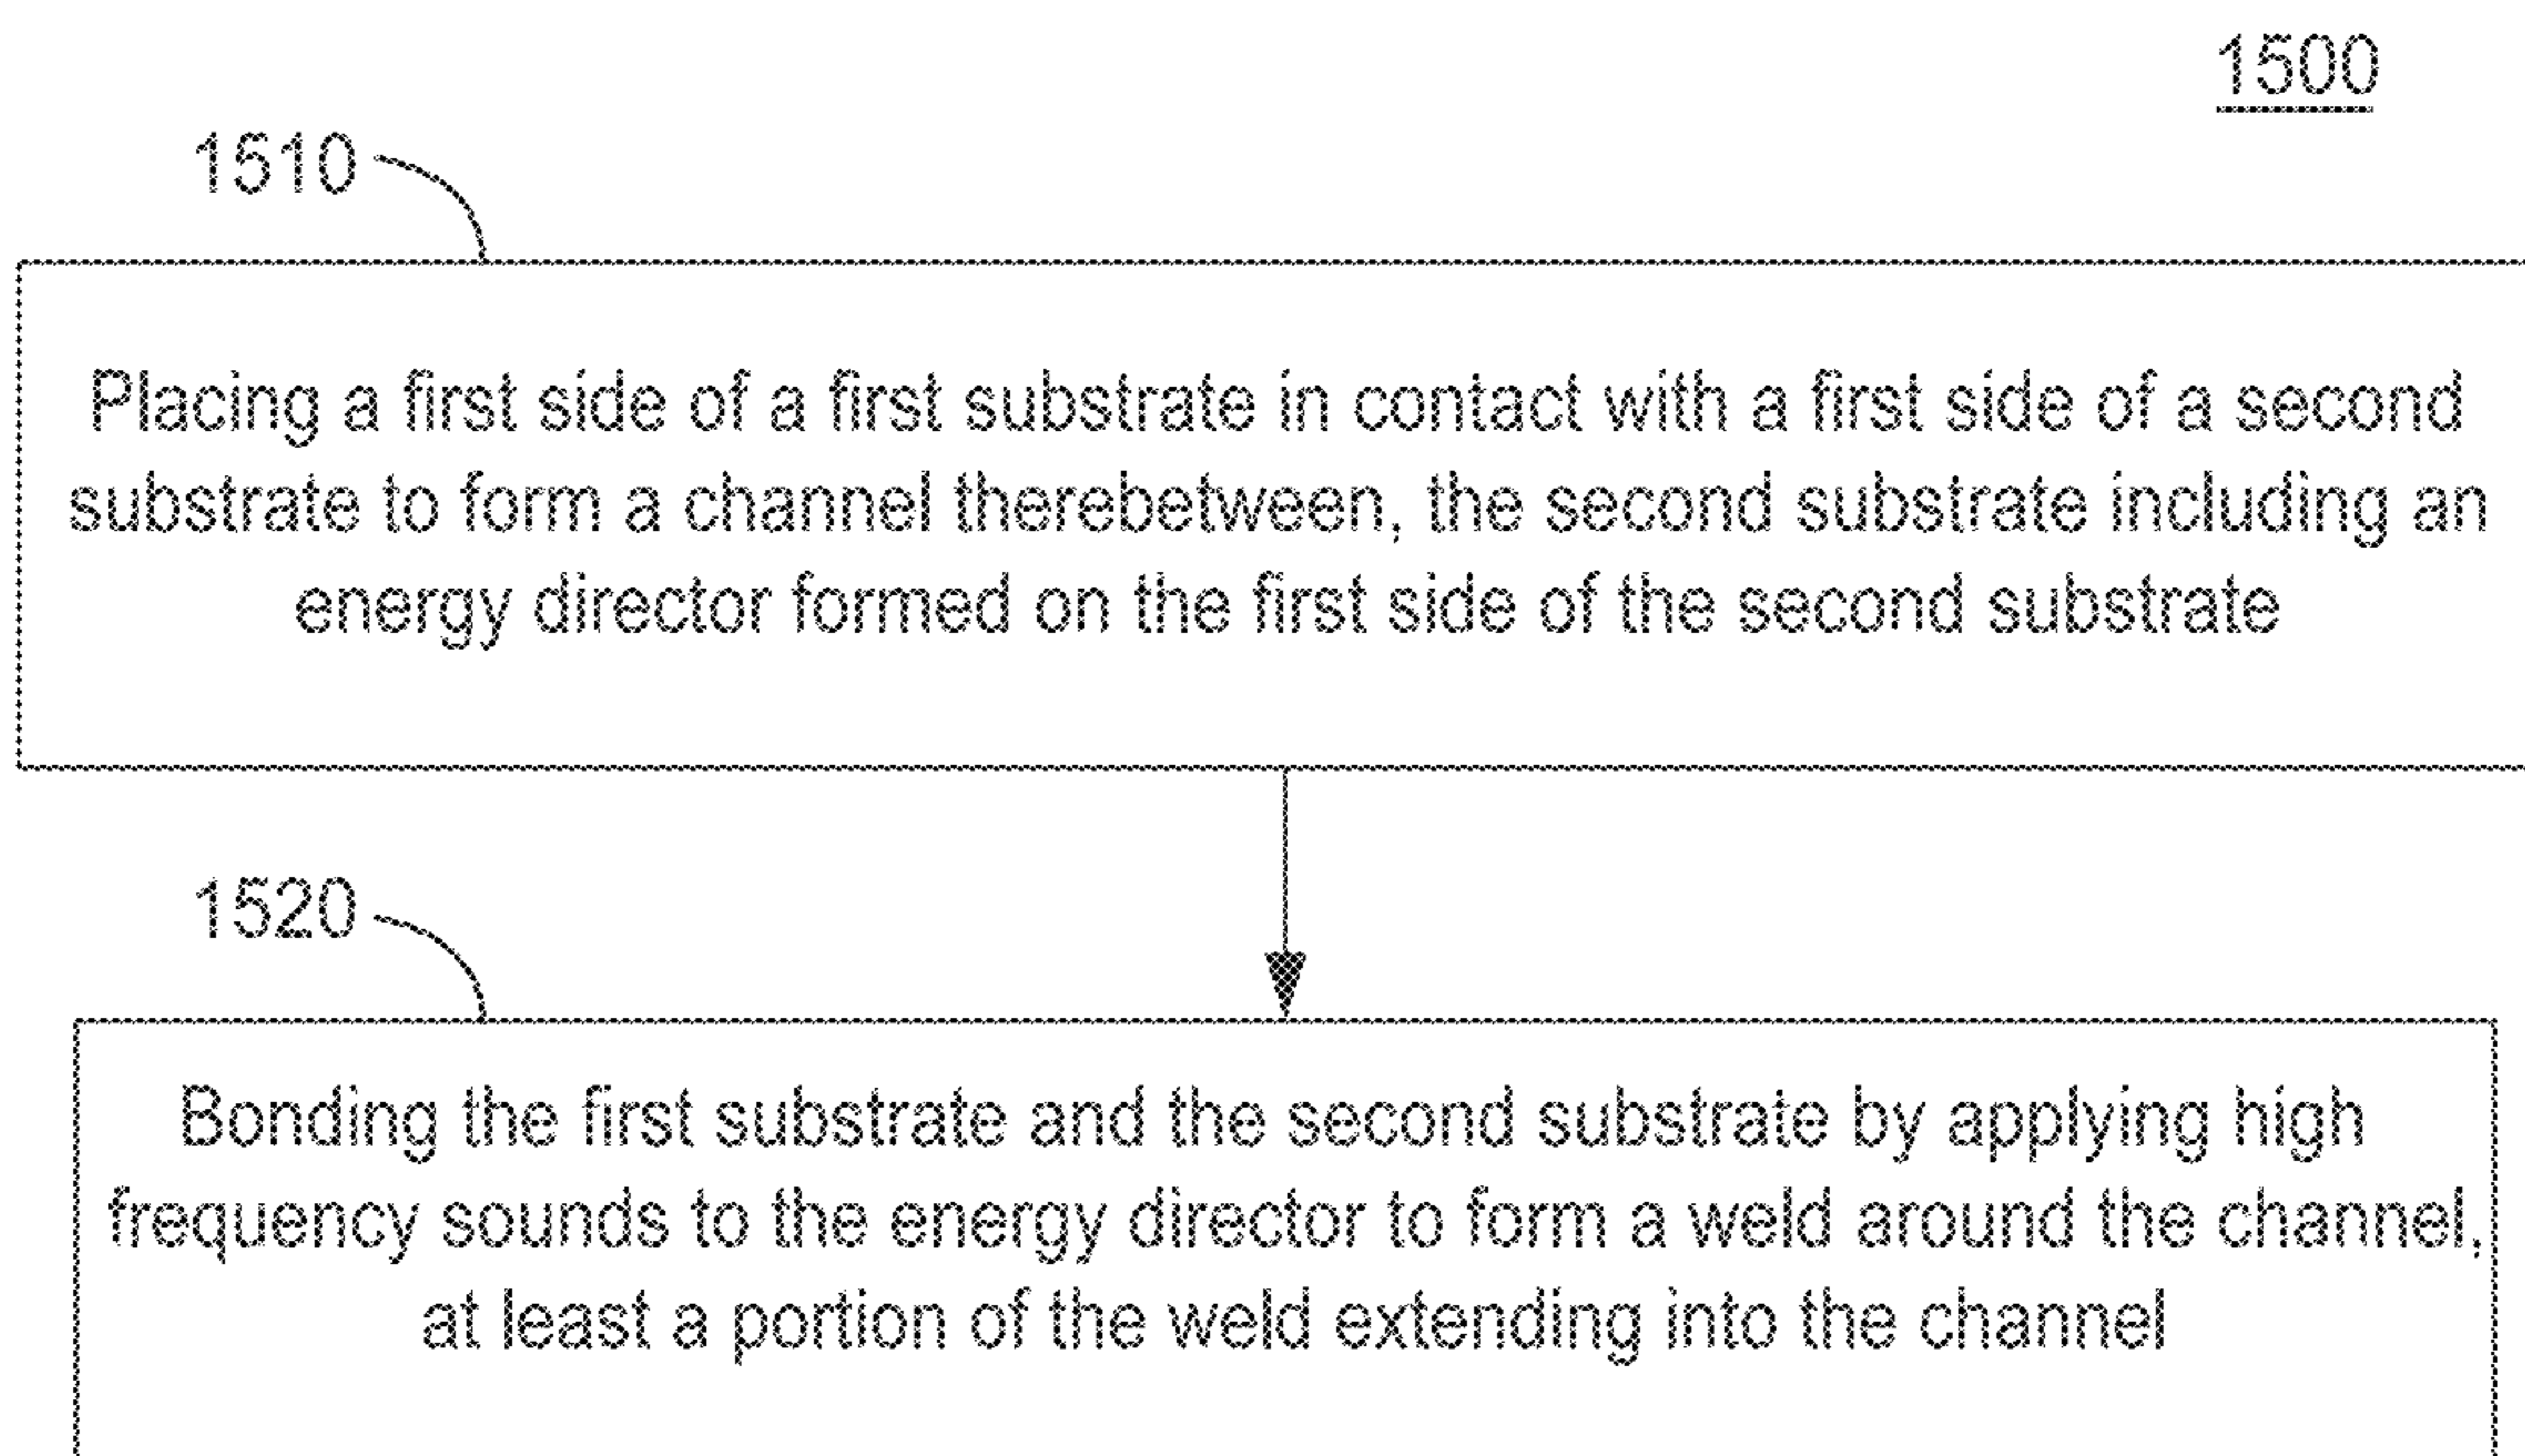 1500
1510
Placing a first side of a first substrate in contact with a first side of a second
substrate to form a channel therebetween, the second substrate including an
energy director formed on the first side of the second substrate
1520
Bonding the first substrate and the second substrate by applying high
frequency sounds to the energy director to form a weld around the channel,
at least a portion of the weld extending into the channel